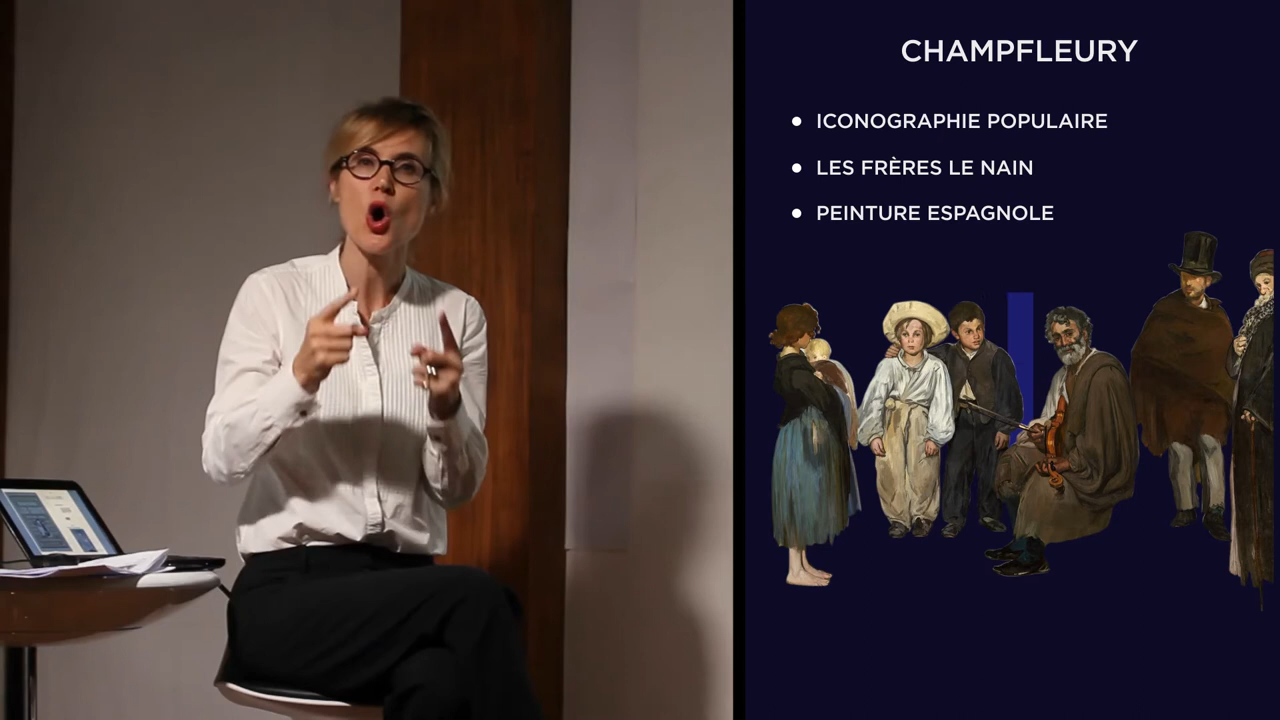 CHAMPFLEURY
• ICONOGRAPHIE POPULAIRE
• LES FRÈRES LE NAIN
• PEINTURE ESPAGNOLE